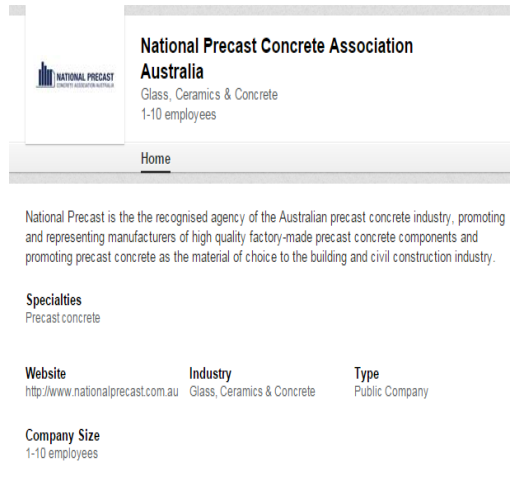 NATIONAL PRECAST
CONCRETE ASSOCIATION AUSTRALIA
National Precast Concrete Association
Australia
Glass, Ceramics & Concrete
1-10 employees
Home
National Precast is the the recognised agency of the Australian precast concrete industry, promoting
and representing manufacturers of high quality factory-made precast concrete components and
promoting precast concrete as the material of choice to the building and civil construction industry.
Specialties
Precast concrete
Website Industry Type
http://www.nationalprecast.com.au Glass, Ceramics & Concrete Public Company
Company Size
1-10 employees